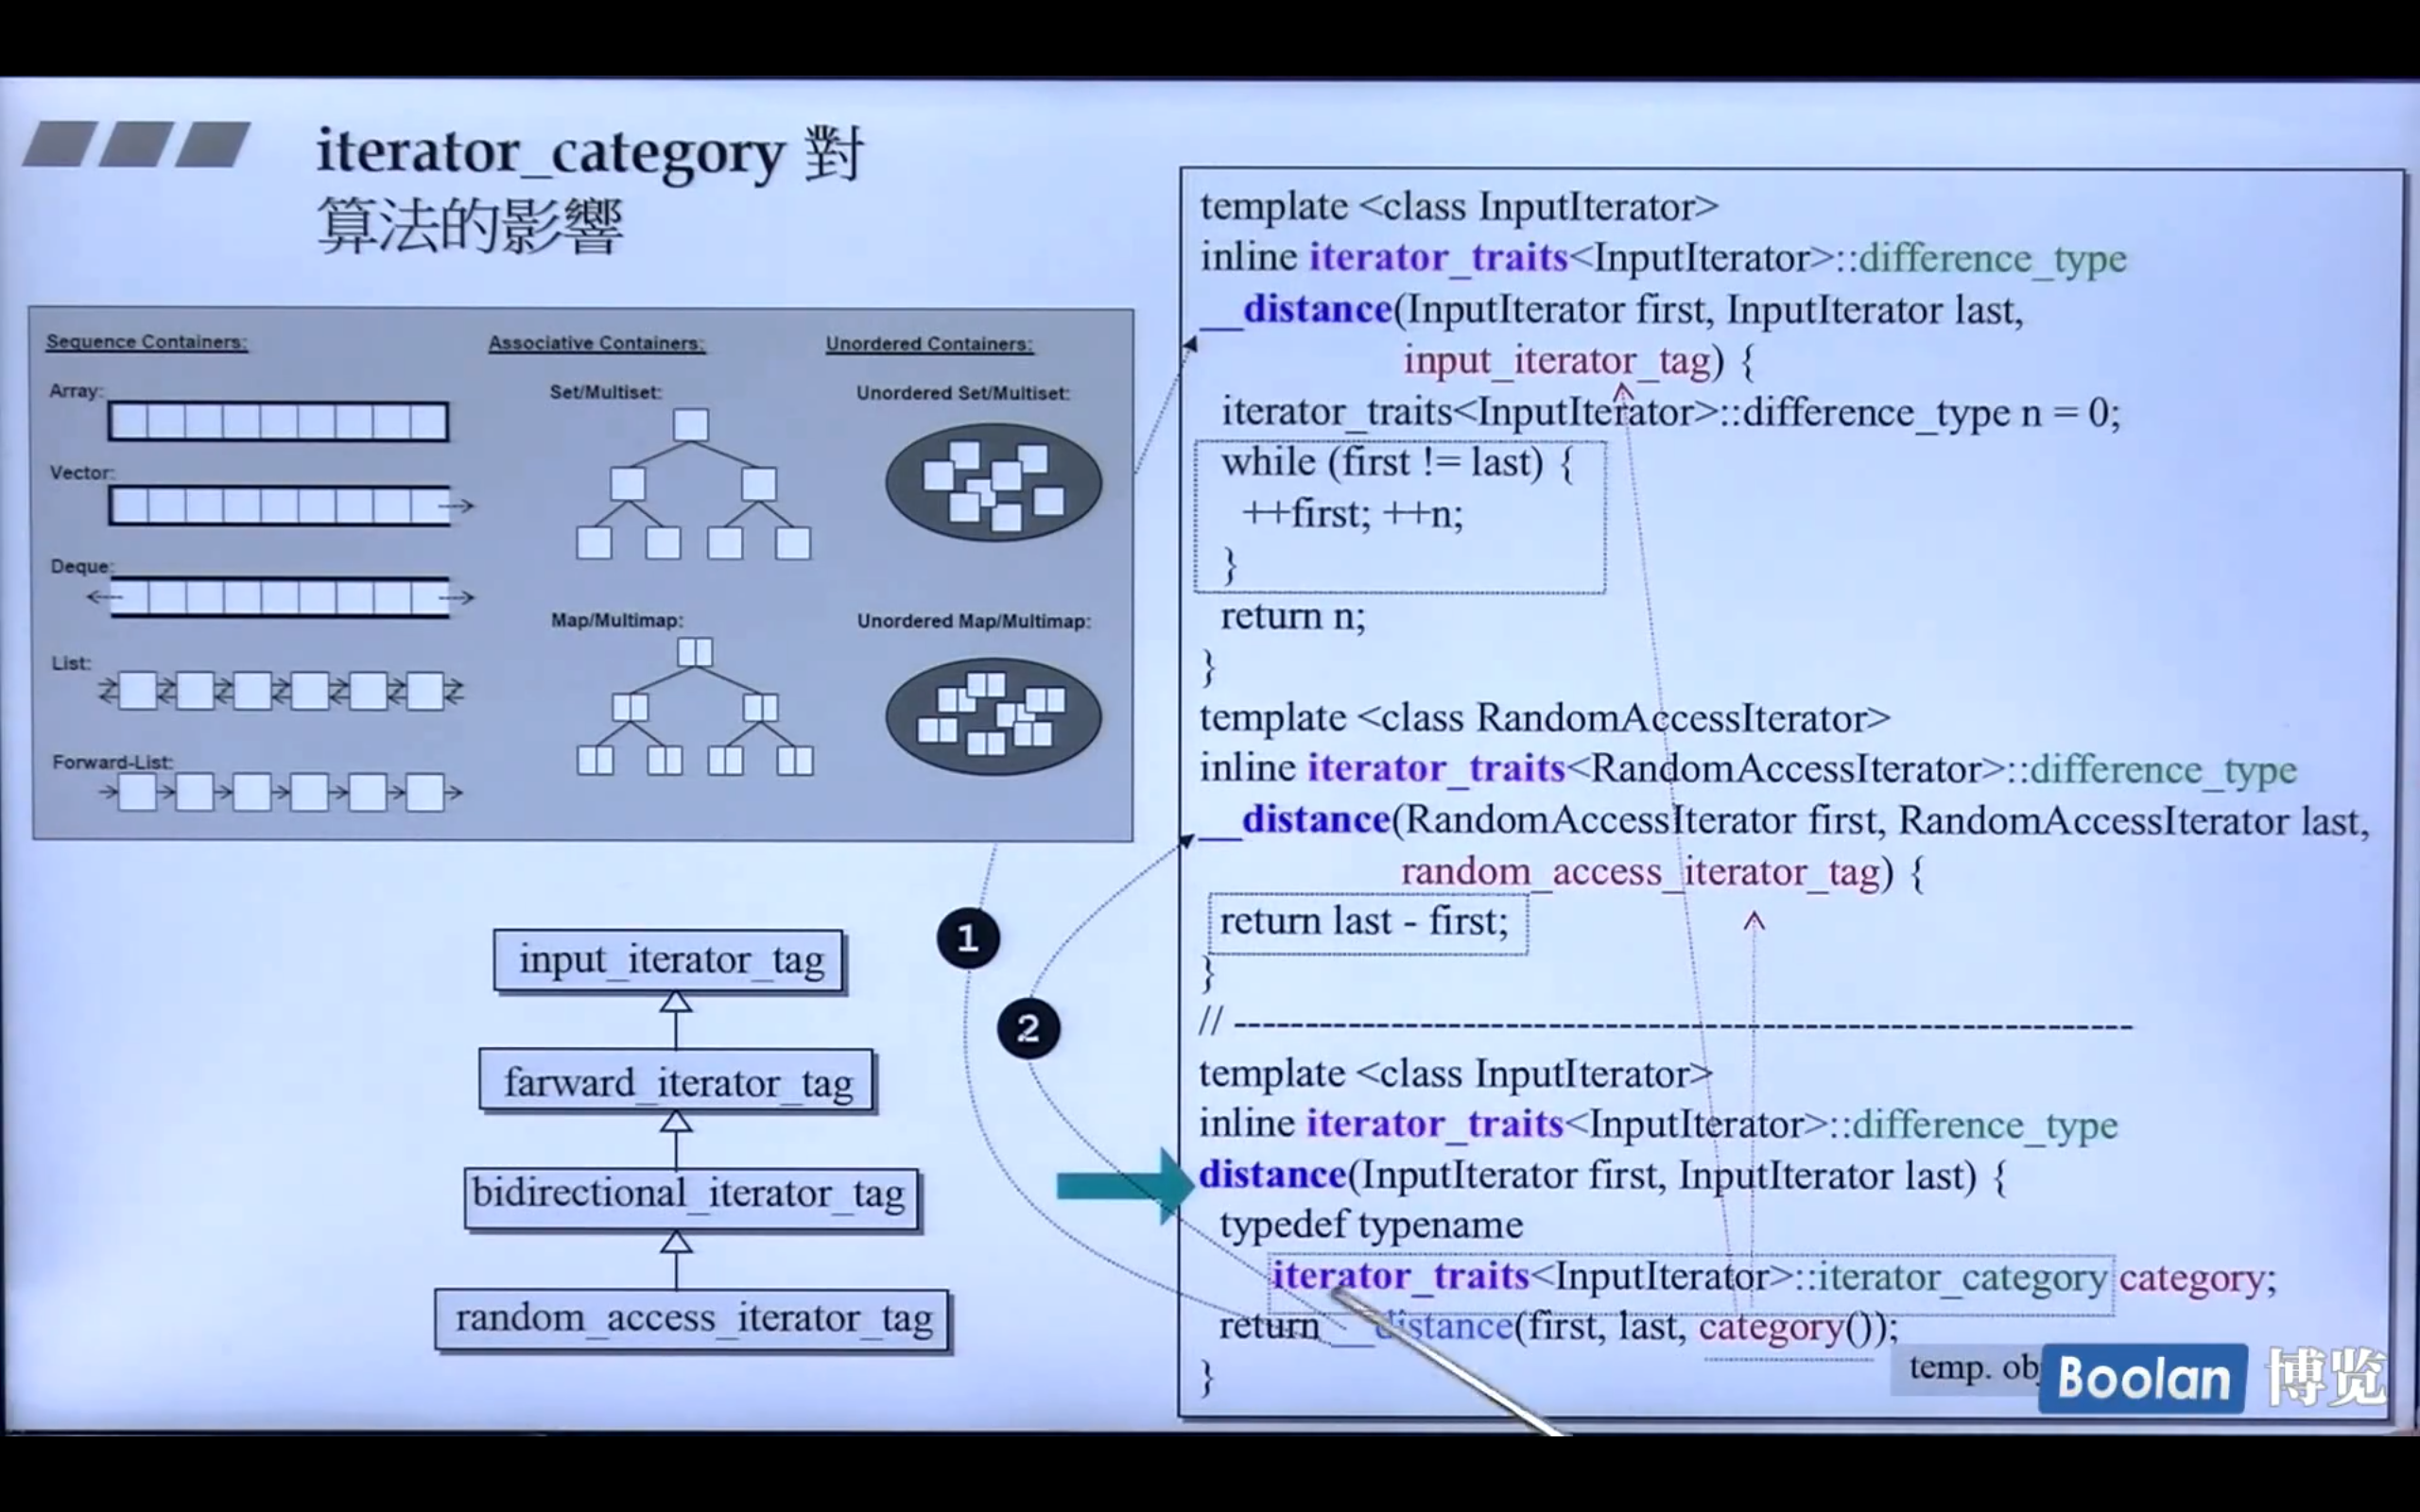 iterator_category 對
算法的影響
Sequence Containers:
Array:
Vector:
Deque:
List:
Forward-List:
Associative Containers:
Set/Multiset:
Map/Multimap:
Unordered Containers:
Unordered Set/Multiset:
Unordered Map/Multimap:
input_iterator_tag
farward_iterator_tag
bidirectional_iterator_tag
random_access_iterator_tag
1
2
template <class InputIterator>
inline iterator_traits<InputIterator>::difference_type
__distance(InputIterator first, InputIterator last,
input_iterator_tag) {
iterator_traits<InputIterator>::difference_type n = 0;
while (first != last) {
++first; ++n;
}
return n;
}
template <class RandomAccessIterator>
inline iterator_traits<RandomAccessIterator>::difference_type
__distance(RandomAccessIterator first, RandomAccessIterator last,
random_access_iterator_tag) {
return last - first;
}
// ----------------------------------------------------------------
template <class InputIterator>
inline iterator_traits<InputIterator>::difference_type
distance(InputIterator first, InputIterator last) {
typedef typename
iterator_traits<InputIterator>::iterator_category category;
return __distance(first, last, category());
}
temp.
Boolan 博览